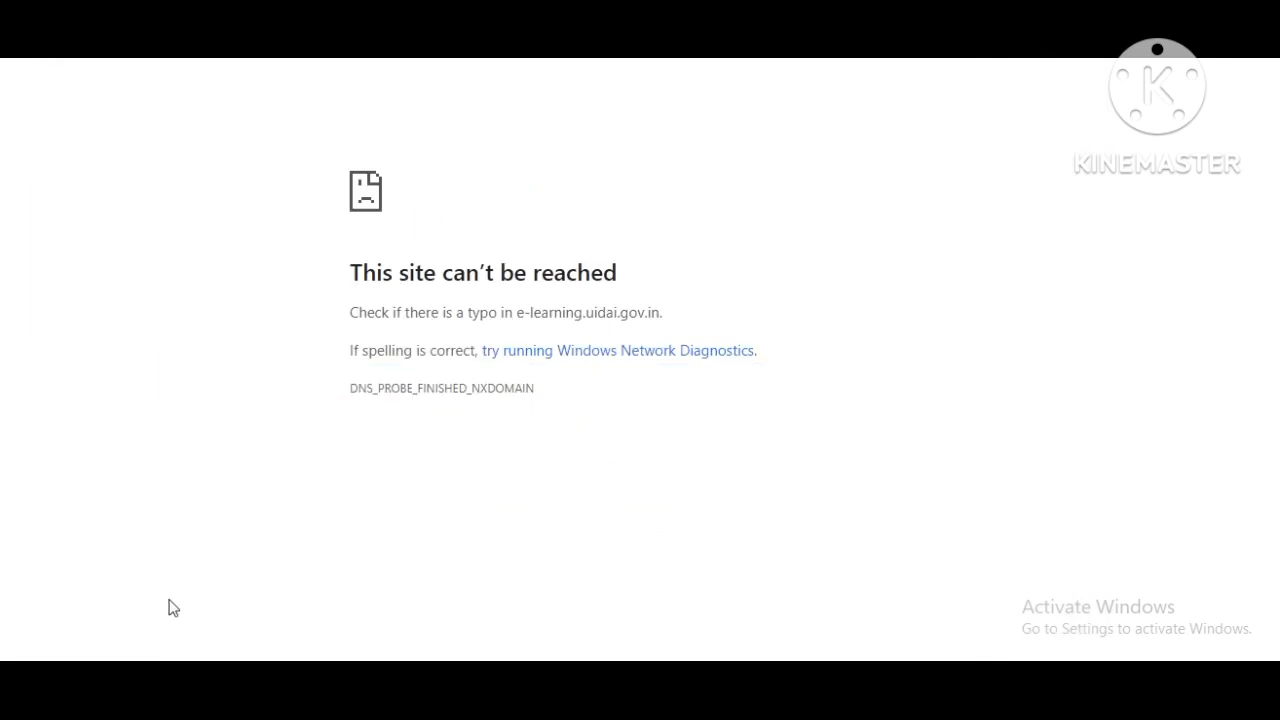 K
KINEMASTER
This site can't be reached
Check if there is a typo in e-learning.uidai.gov.in.
If spelling is correct, try running Windows Network Diagnostics.
DNS_PROBE_FINISHED_NXDOMAIN
Activate Windows
Go to Settings to activate Windows.